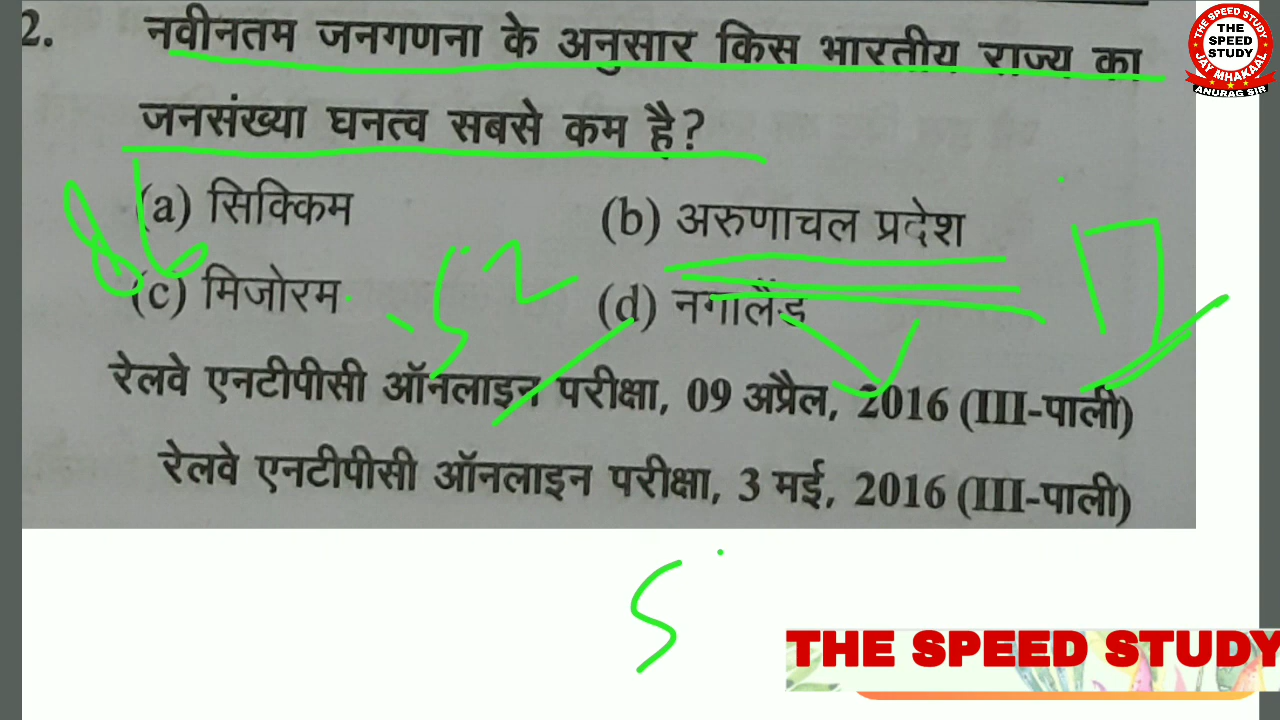 2. नवीनतम जनगणना के अनुसार किस भारतीय राज्य का
जनसंख्या घनत्व सबसे कम है?
(a) सिक्किम (b) अरुणाचल प्रदेश
(c) मिजोरम (d) नगालैंड
रेलवे एनटीपीसी ऑनलाइन परीक्षा, 09 अप्रैल, 2016 (III-पाली)
रेलवे एनटीपीसी ऑनलाइन परीक्षा, 3 मई, 2016 (III-पाली)
THE SPEED STUDY
THE
SPEED
STUDY
JAY MHAKAAL
ANURAG SIR
THE SPEED STUDY